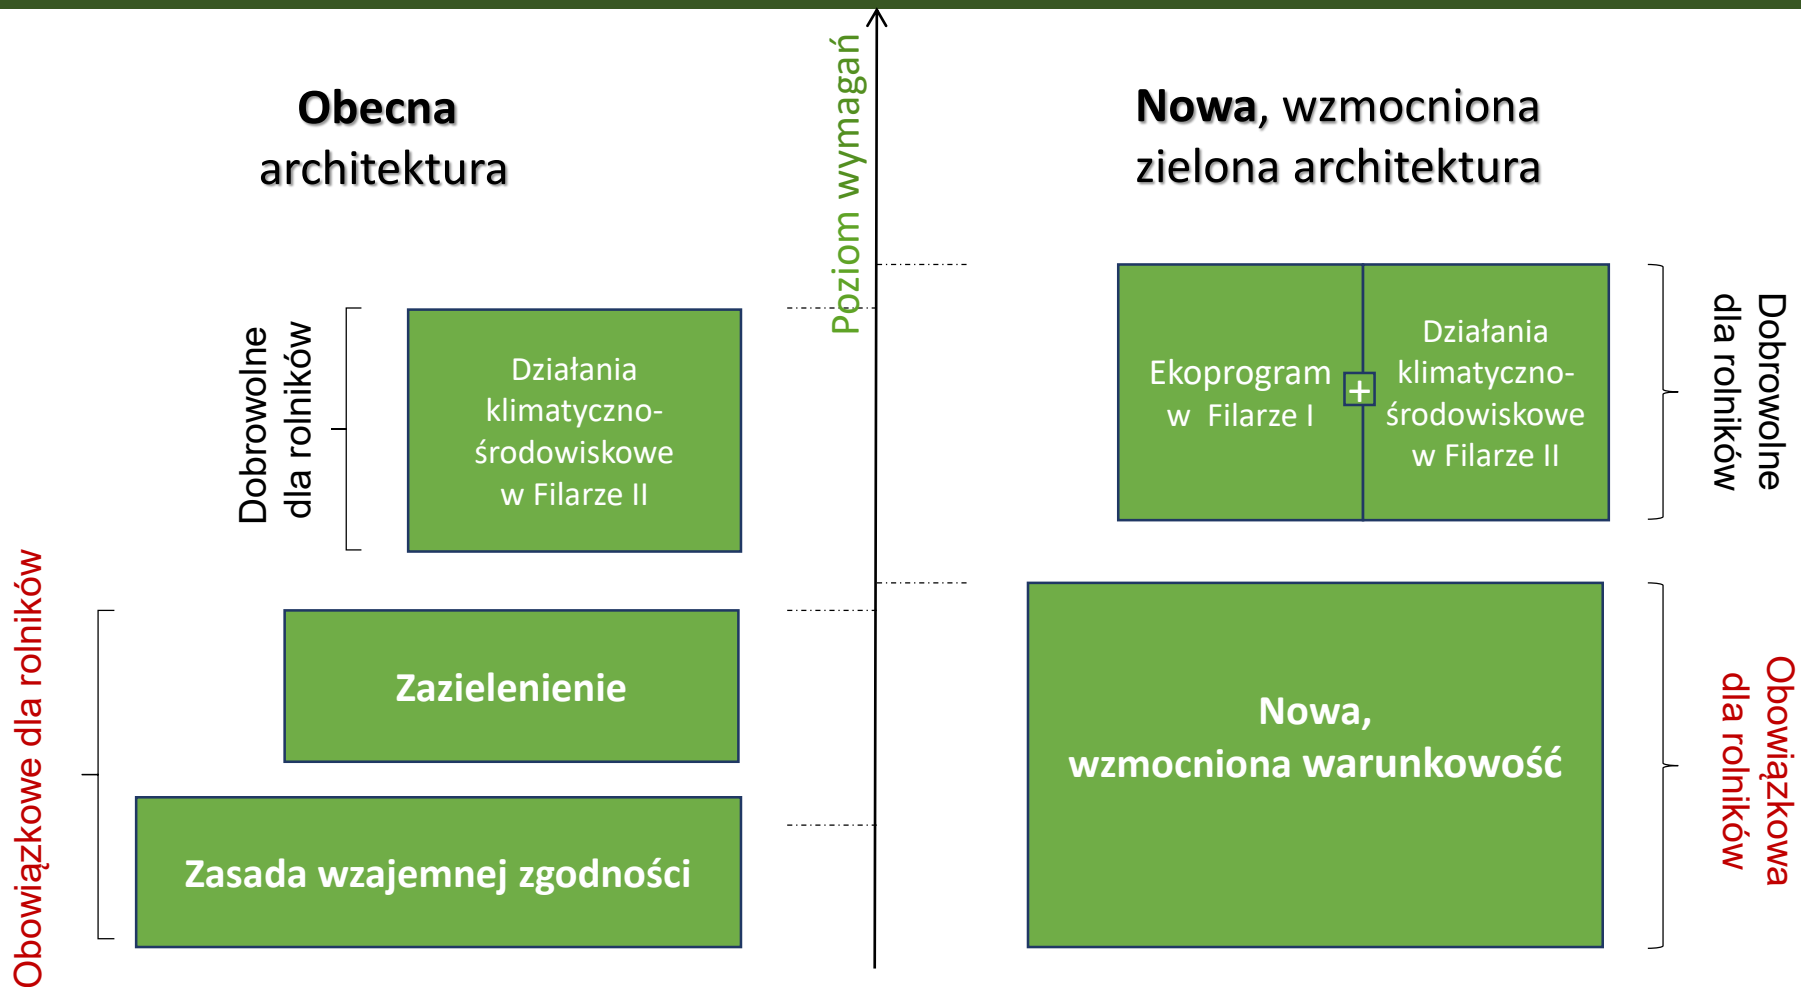 Obecna
architektura
Poziom wymagań
Nowa, wzmocniona
zielona architektura
Dobrowolne
dla rolników
Działania
klimatyczno-
środowiskowe
w Filarze II
Obowiązkowe dla rolników
Zazielenienie
Zasada wzajemnej zgodności
Ekoprogram
w Filarze I
+
Działania
klimatyczno-
środowiskowe
w Filarze II
Dobrowolne
dla rolników
Nowa,
wzmocniona warunkowość
Obowiązkowa
dla rolników